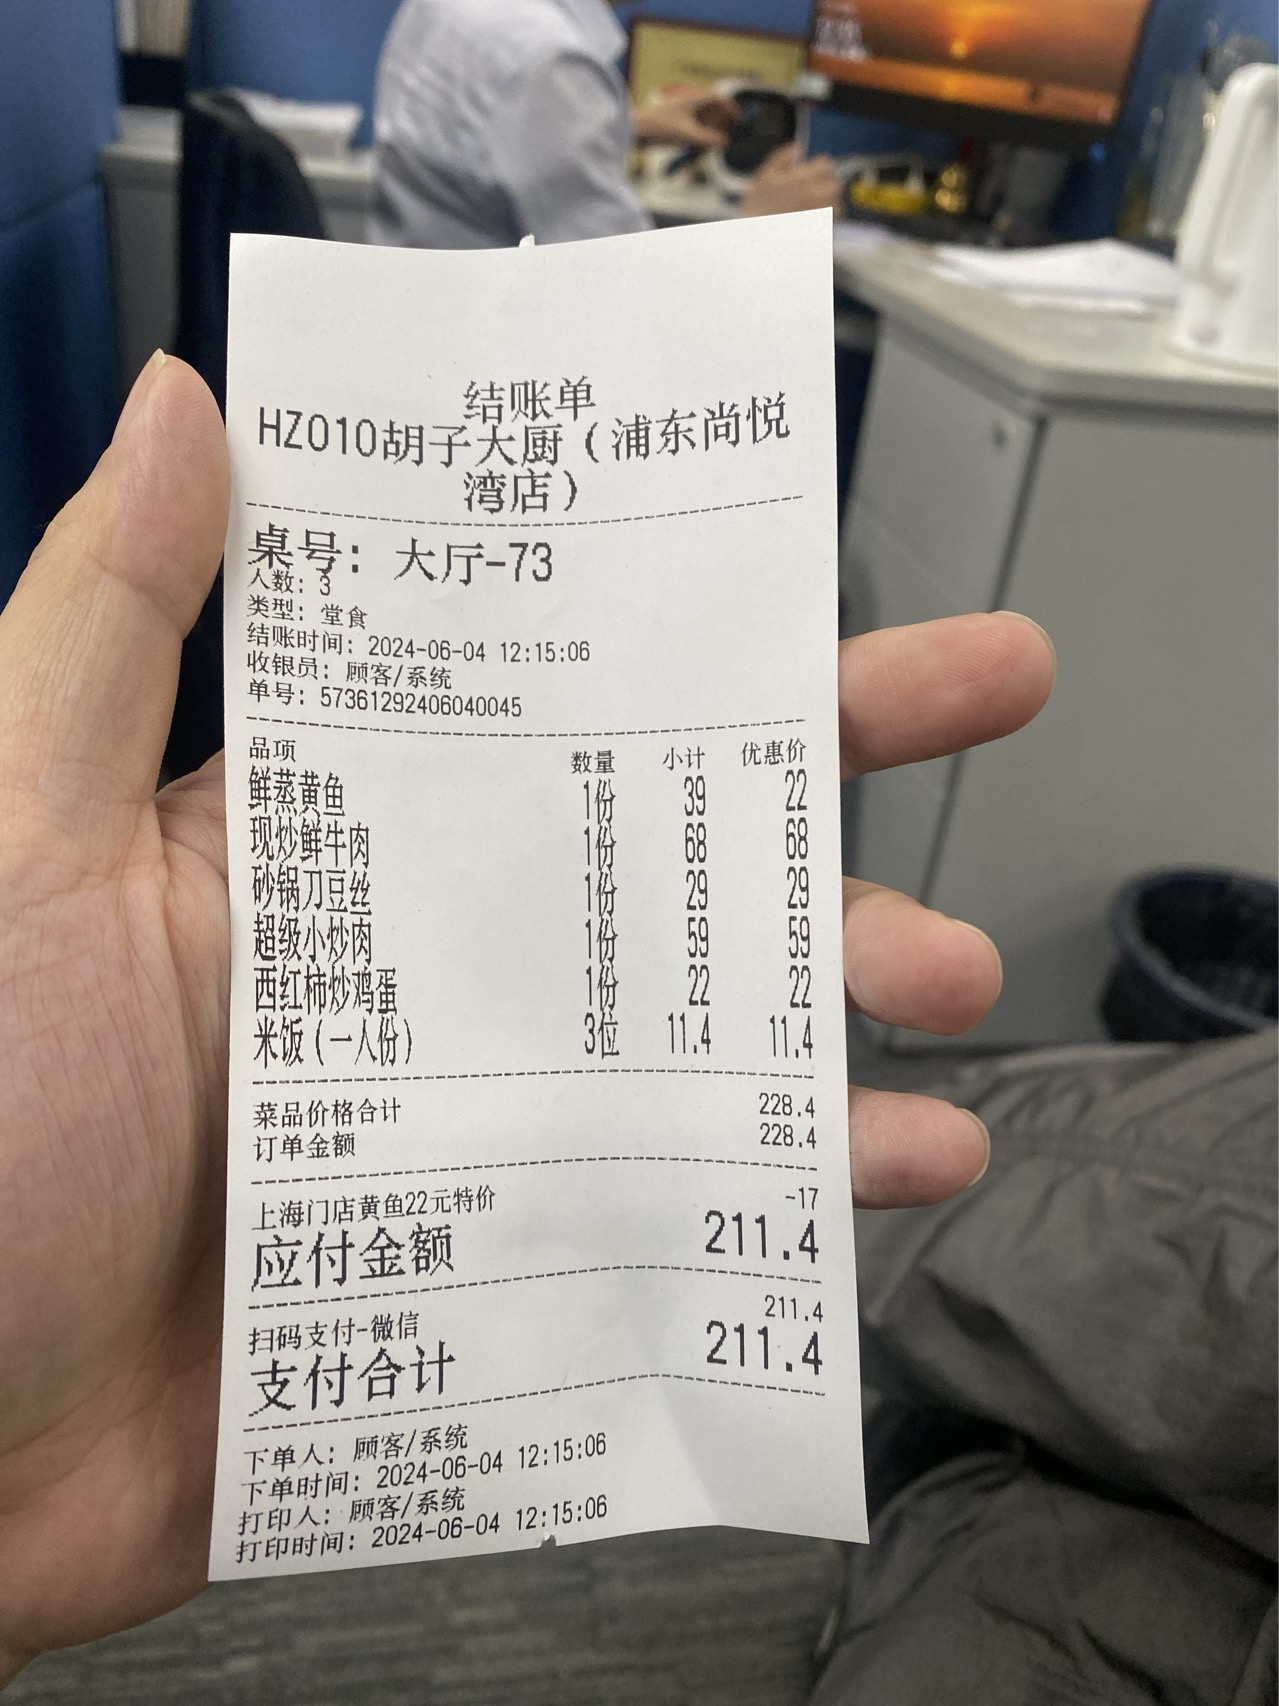 结账单
HZ010胡子大厨（浦东尚悦
湾店）
桌号：大厅-73
人数：3
类型：堂食
结账时间：2024-06-04 12:15:06
收银员：顾客/系统
单号：57361292406040045
品项 数量 小计 优惠价
鲜蒸黄鱼 1份 39 22
现炒鲜牛肉 1份 68 68
砂锅刀豆丝 1份 29 29
超级小炒肉 1份 59 59
西红柿炒鸡蛋 1份 22 22
米饭（一人份） 3位 11.4 11.4
菜品价格合计 228.4
订单金额 228.4
上海门店黄鱼22元特价 -17
应付金额 211.4
扫码支付-微信 211.4
支付合计 211.4
下单人：顾客/系统
下单时间：2024-06-04 12:15:06
打印人：顾客/系统
打印时间：2024-06-04 12:15:06